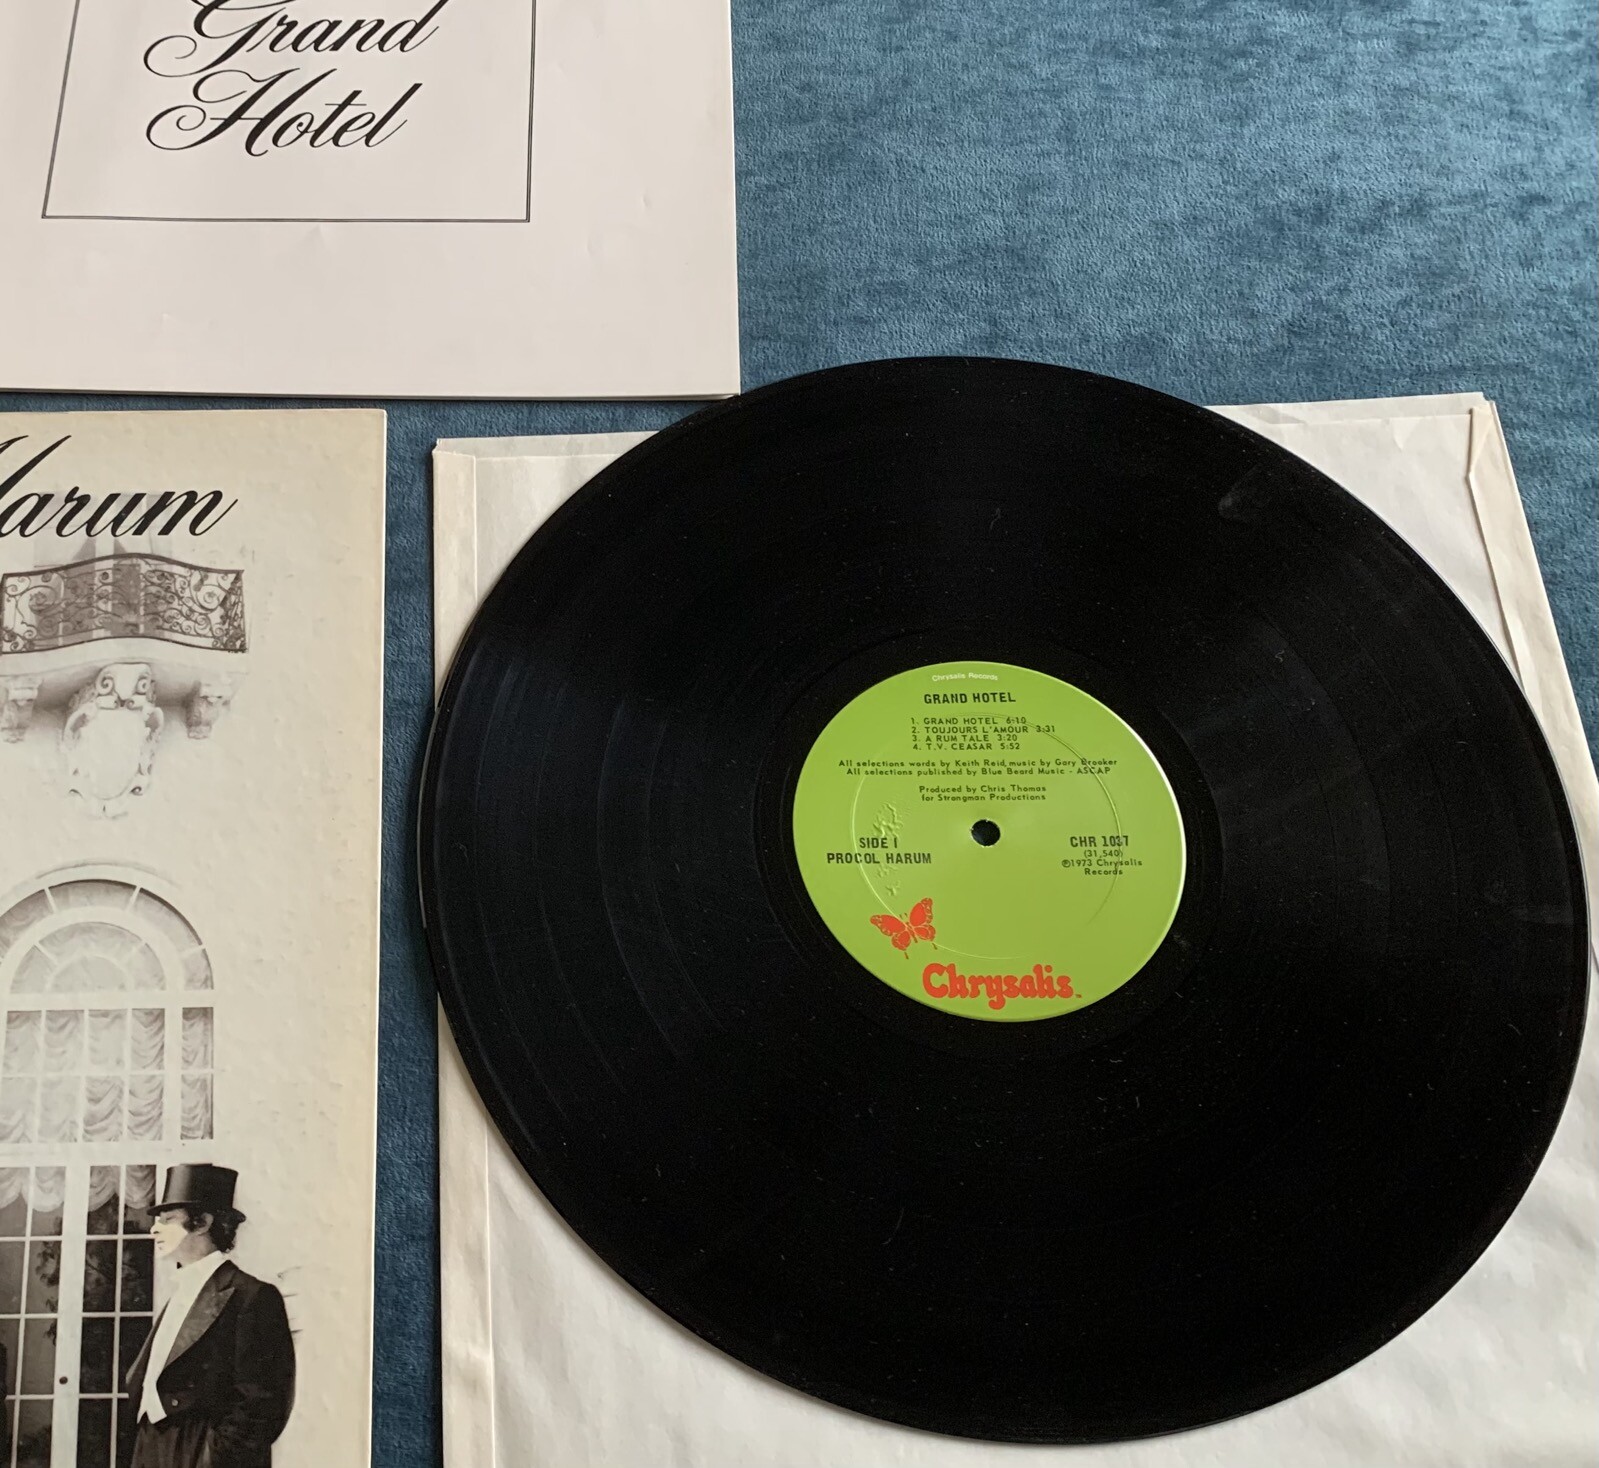 Grand
Hotel
Harum
Chrysalis Records
GRAND HOTEL
1. GRAND HOTEL 6:10
2. TOUJOURS L'AMOUR 3:31
3. A RUM TALE 3:20
4. T.V. CEASAR 5:52
All selections words by Keith Reid, music by Gary Brooker
All selections published by Blue Beard Music - ASCAP
Produced by Chris Thomas
for Strangman Productions
SIDE I
PROCOL HARUM
CHR 1037
(31,540)
℗1973 Chrysalis
Records
Chrysalis™